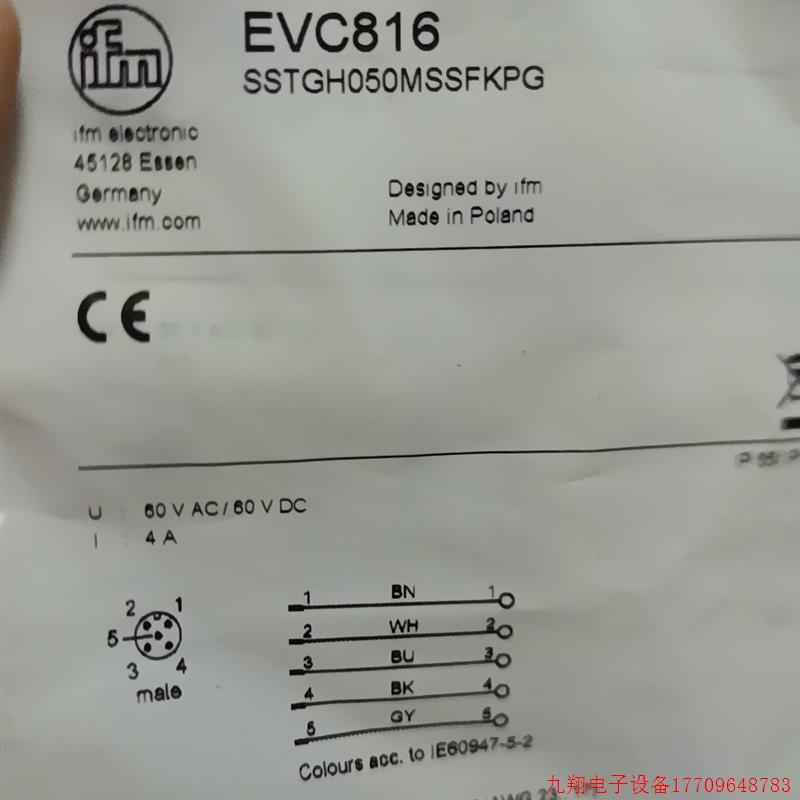 ifm
EVC816
SSTGH050MSSFKPG
ifm electronic
45128 Essen
Germany
www.ifm.com
Designed by ifm
Made in Poland
CE
U : 60 V AC / 60 V DC
I : 4 A
2 1
5
3 4
male
1 BN 1
2 WH 2
3 BU 3
4 BK 4
5 GY 5
Colours acc. to IE60947-5-2
AWG 23
九翔电子设备17709648783